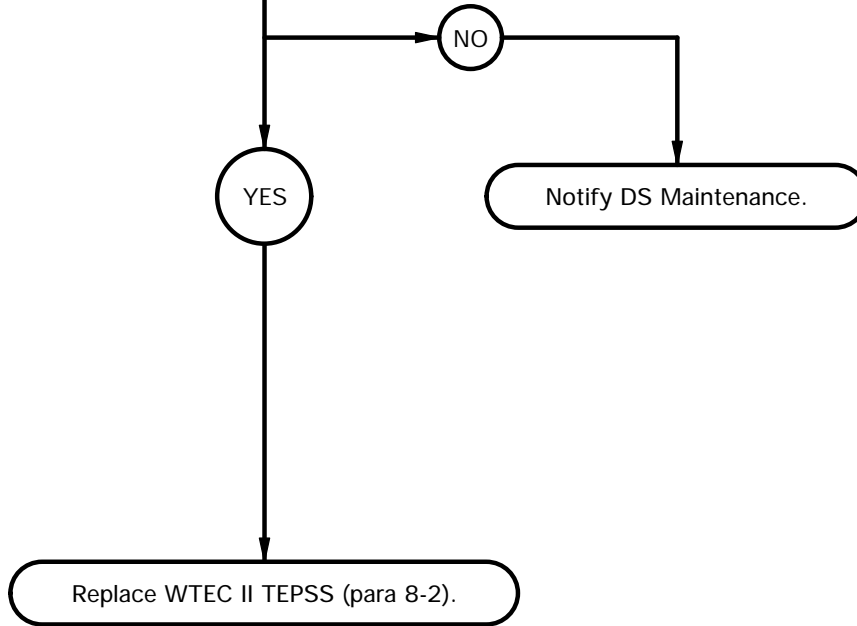 NO
YES
Notify DS Maintenance.
Replace WTEC II TEPSS (para 8-2).